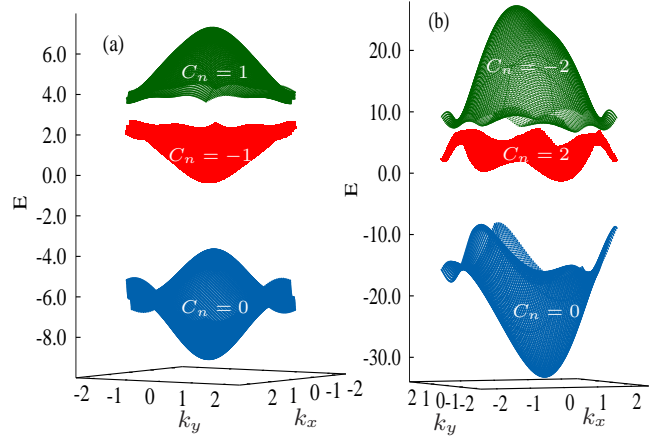 (a)
6.0
4.0
2.0
0.0
-2.0
-4.0
-6.0
-8.0
E
C_n = 1
C_n = −1
C_n = 0
-2 -1 0 1 2
k_y
2 1 0 -1 -2
k_x
(b)
20.0
10.0
0.0
-10.0
-20.0
-30.0
E
C_n = −2
C_n = 2
C_n = 0
2 1 0 -1 -2
k_y
-2 -1 0 1 2
k_x